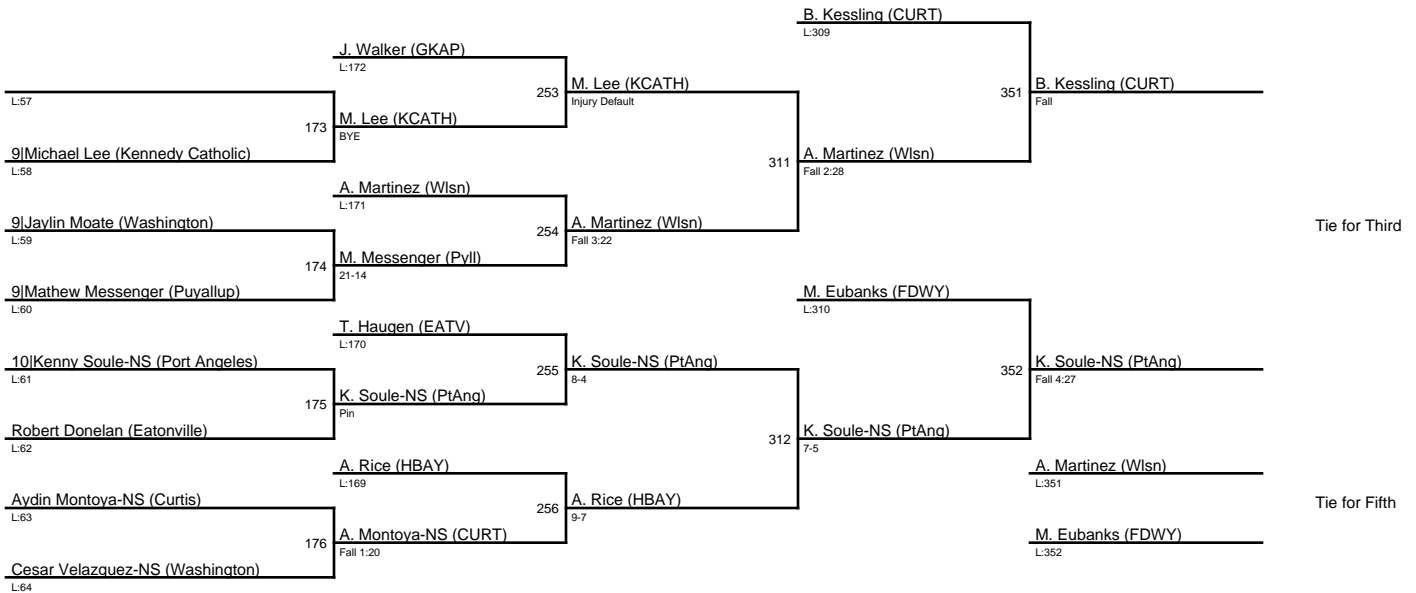 B. Kessling (CURT)
L:309
J. Walker (GKAP)
L:172
253
M. Lee (KCATH)
Injury Default
351
B. Kessling (CURT)
Fall
L:57
173
M. Lee (KCATH)
BYE
9|Michael Lee (Kennedy Catholic)
L:58
311
A. Martinez (Wlsn)
Fall 2:28
A. Martinez (Wlsn)
L:171
9|Jaylin Moate (Washington)
L:59
254
A. Martinez (Wlsn)
Fall 3:22
Tie for Third
174
M. Messenger (Pyll)
21-14
9|Mathew Messenger (Puyallup)
L:60
M. Eubanks (FDWY)
L:310
T. Haugen (EATV)
L:170
10|Kenny Soule-NS (Port Angeles)
L:61
255
K. Soule-NS (PtAng)
8-4
352
K. Soule-NS (PtAng)
Fall 4:27
175
K. Soule-NS (PtAng)
Pin
Robert Donelan (Eatonville)
L:62
312
K. Soule-NS (PtAng)
7-5
A. Rice (HBAY)
L:169
A. Martinez (Wlsn)
L:351
Aydin Montoya-NS (Curtis)
L:63
256
A. Rice (HBAY)
9-7
Tie for Fifth
176
A. Montoya-NS (CURT)
Fall 1:20
M. Eubanks (FDWY)
L:352
Cesar Velazquez-NS (Washington)
L:64